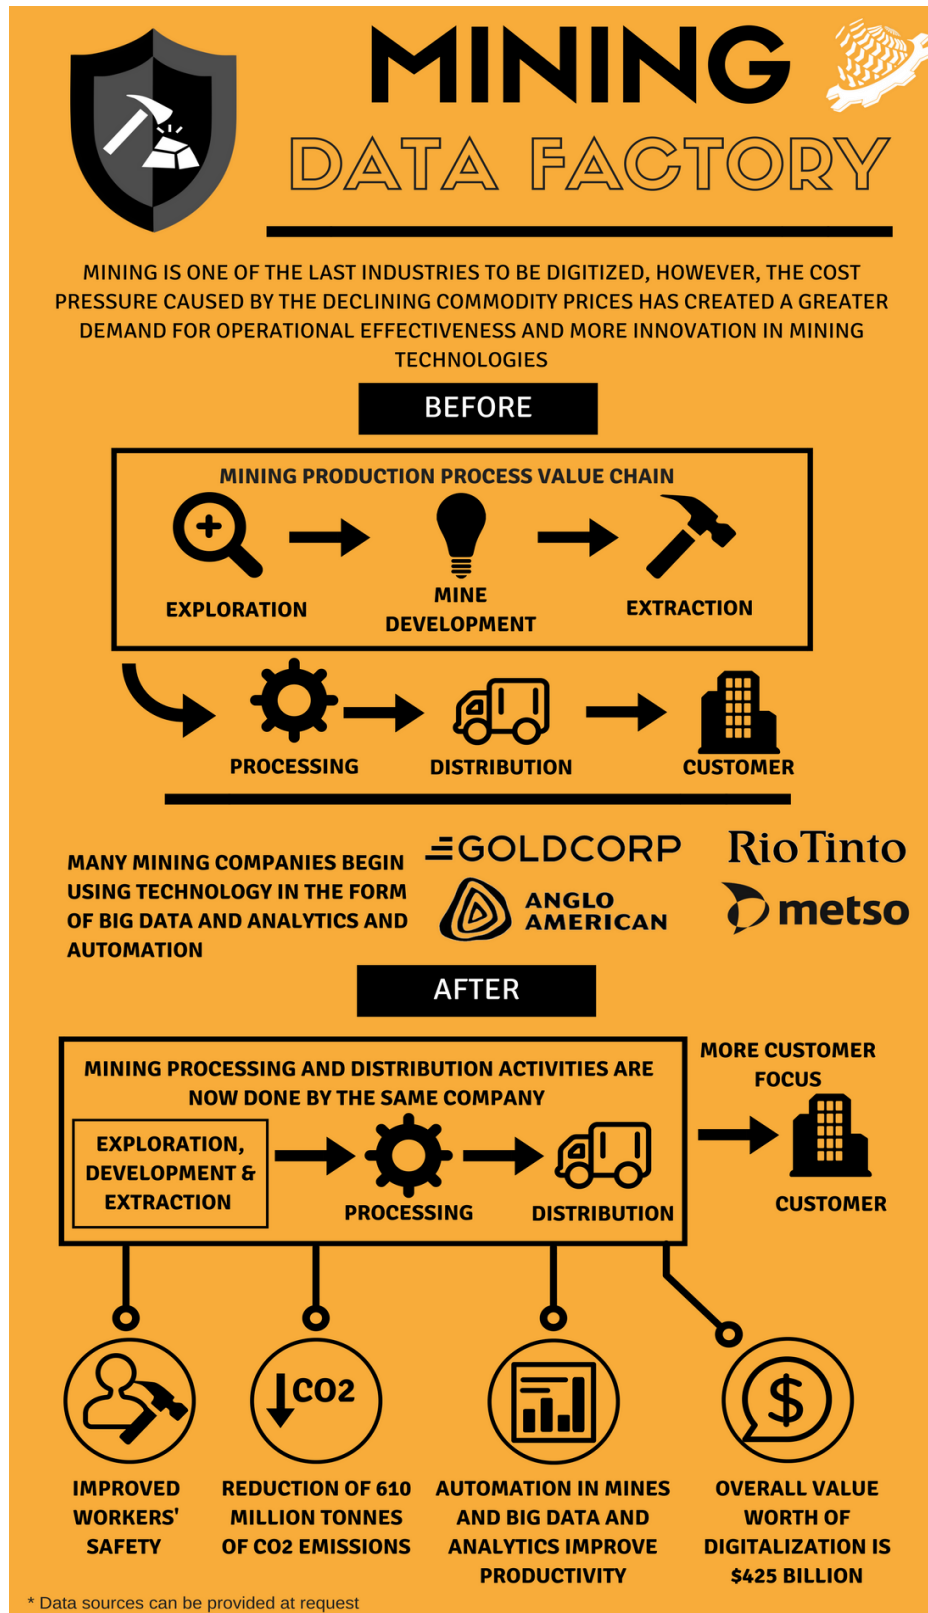 MINING
DATA FACTORY
MINING IS ONE OF THE LAST INDUSTRIES TO BE DIGITIZED, HOWEVER, THE COST
PRESSURE CAUSED BY THE DECLINING COMMODITY PRICES HAS CREATED A GREATER
DEMAND FOR OPERATIONAL EFFECTIVENESS AND MORE INNOVATION IN MINING
TECHNOLOGIES
BEFORE
MINING PRODUCTION PROCESS VALUE CHAIN
EXPLORATION
MINE
DEVELOPMENT
EXTRACTION
PROCESSING
DISTRIBUTION
CUSTOMER
MANY MINING COMPANIES BEGIN
USING TECHNOLOGY IN THE FORM
OF BIG DATA AND ANALYTICS AND
AUTOMATION
GOLDCORP
RioTinto
ANGLO
AMERICAN
metso
AFTER
MINING PROCESSING AND DISTRIBUTION ACTIVITIES ARE
NOW DONE BY THE SAME COMPANY
EXPLORATION,
DEVELOPMENT &
EXTRACTION
PROCESSING
DISTRIBUTION
MORE CUSTOMER
FOCUS
CUSTOMER
CO2
$
IMPROVED
WORKERS'
SAFETY
REDUCTION OF 610
MILLION TONNES
OF CO2 EMISSIONS
AUTOMATION IN MINES
AND BIG DATA AND
ANALYTICS IMPROVE
PRODUCTIVITY
OVERALL VALUE
WORTH OF
DIGITALIZATION IS
$425 BILLION
* Data sources can be provided at request